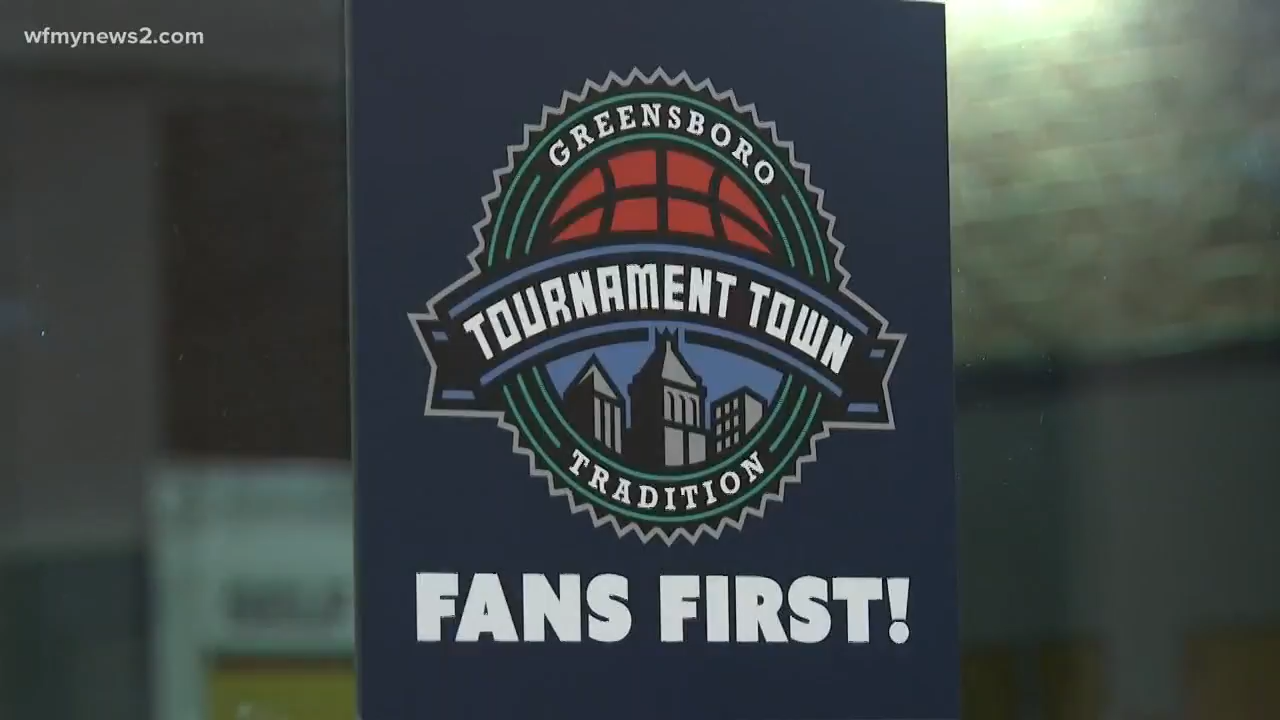 wfmynews2.com
GREENSBORO
TOURNAMENT TOWN
TRADITION
FANS FIRST!